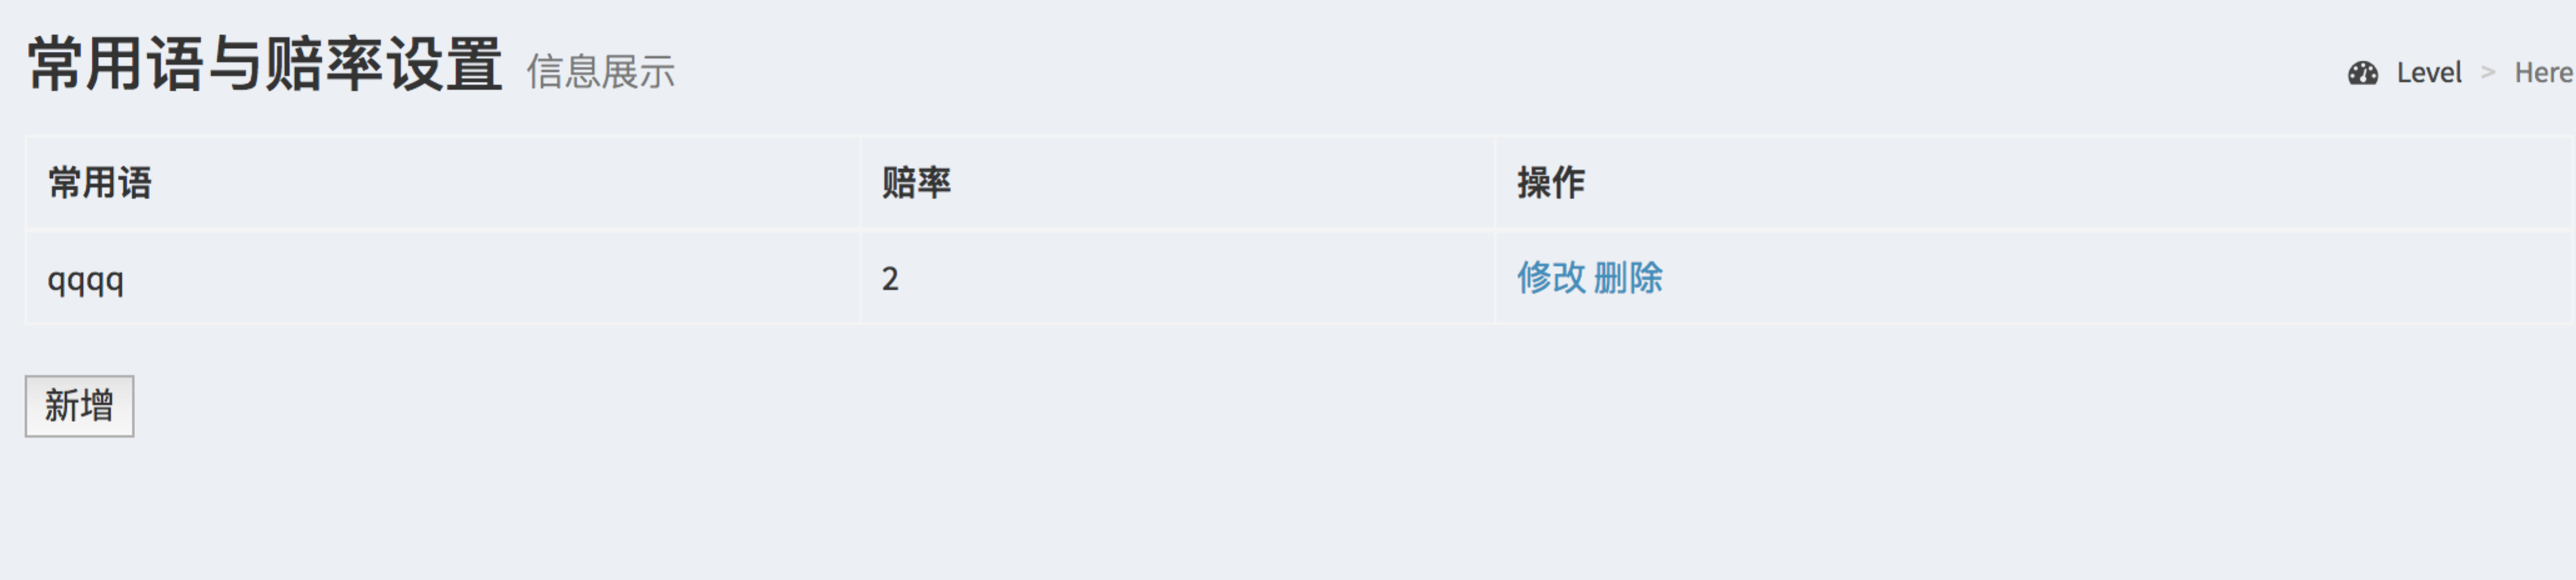 常用语与赔率设置 信息展示
Level > Here
常用语 赔率 操作
qqqq 2 修改 删除
新增